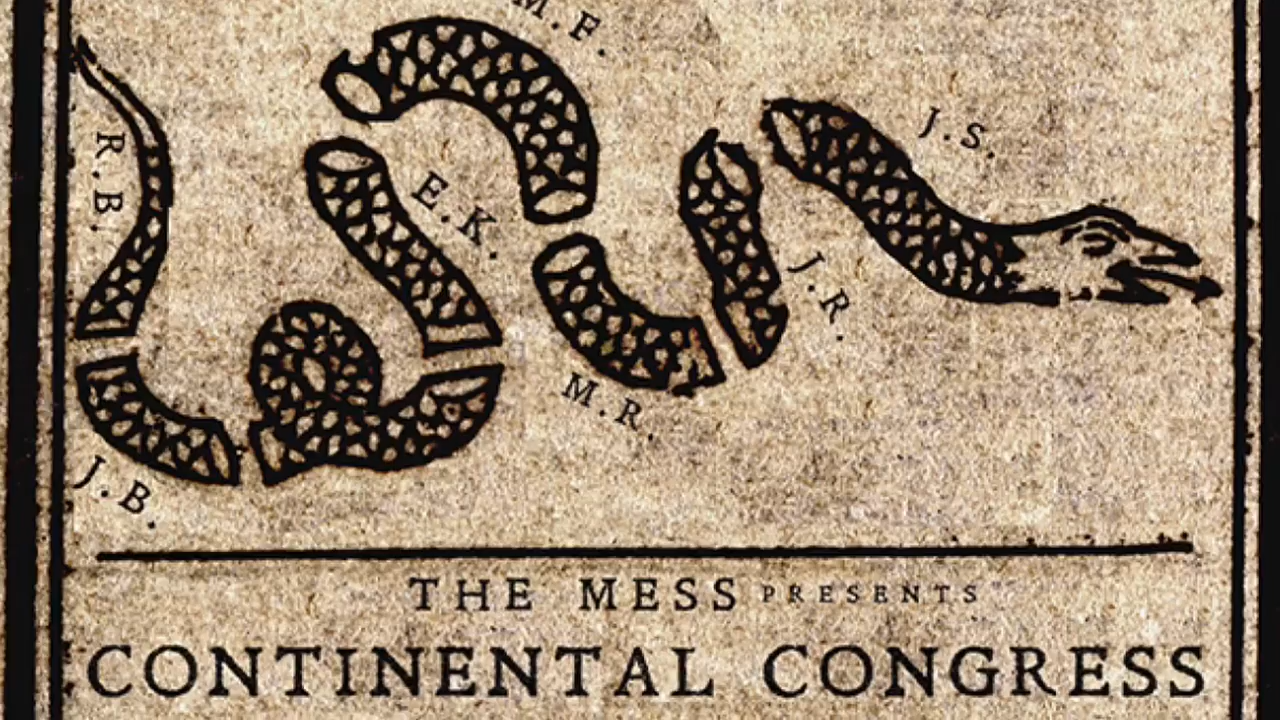 M.F.
J.S.
R.B.
E.K.
J.R.
M.R.
J.B.
THE MESS PRESENTS
CONTINENTAL CONGRESS